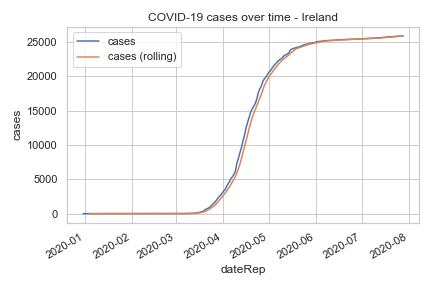 COVID-19 cases over time - Ireland
cases
cases (rolling)
25000
20000
15000
10000
5000
0
cases
2020-01
2020-02
2020-03
2020-04
2020-05
2020-06
2020-07
2020-08
dateRep